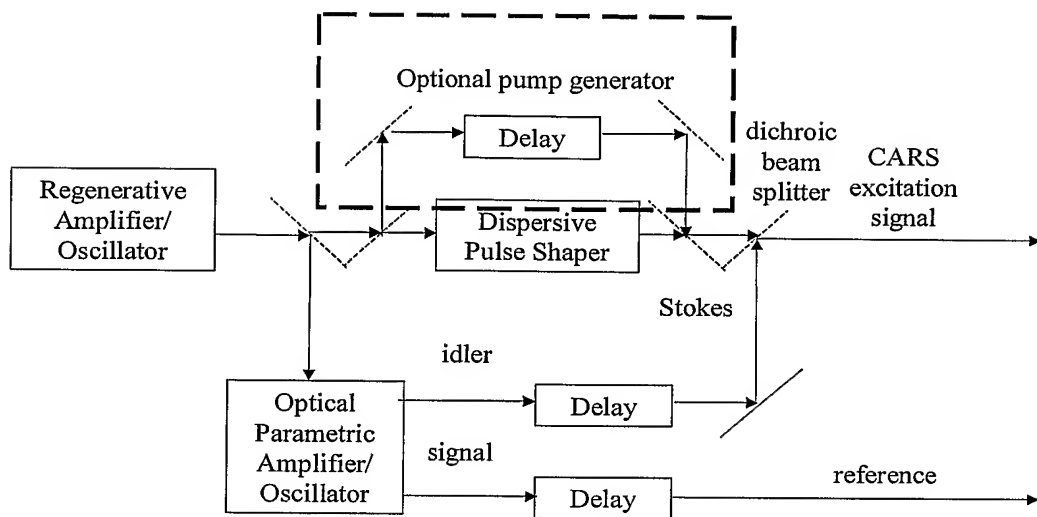 Optional pump generator
Delay
dichroic
beam
splitter
CARS
excitation
signal
Regenerative
Amplifier/
Oscillator
Dispersive
Pulse Shaper
Stokes
idler
Delay
Optical
Parametric
Amplifier/
Oscillator
signal
Delay
reference